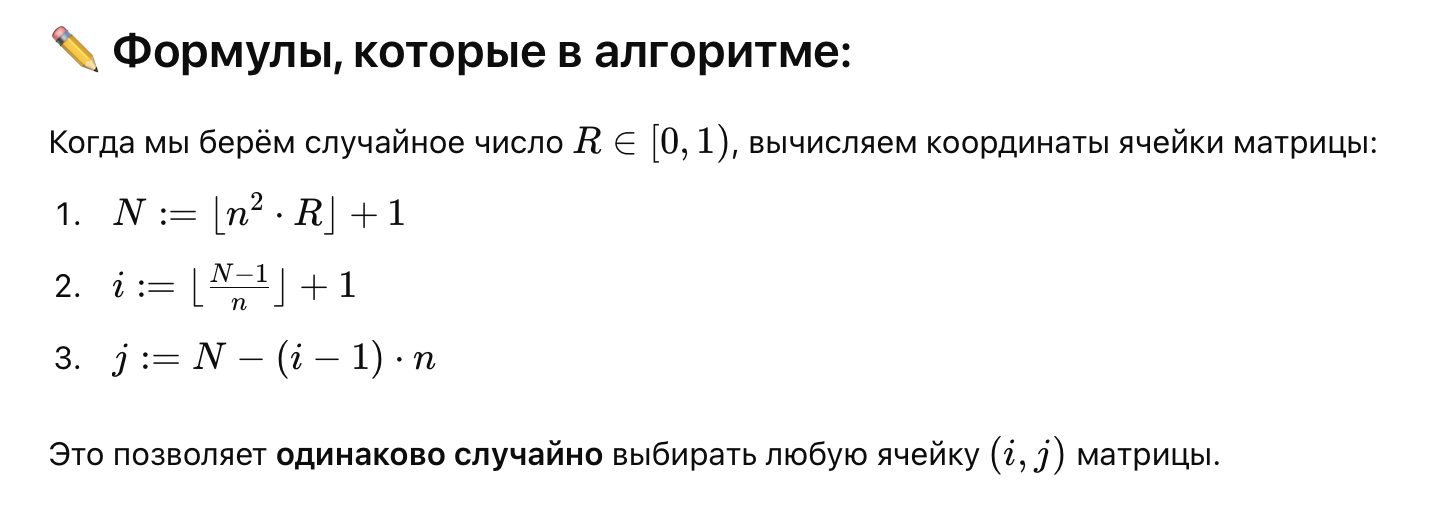 ✏️ Формулы, которые в алгоритме:
Когда мы берём случайное число R ∈ [0, 1), вычисляем координаты ячейки матрицы:
1. N := ⌊n² · R⌋ + 1
2. i := ⌊\frac{N−1}{n}⌋ + 1
3. j := N − (i − 1) · n
Это позволяет одинаково случайно выбирать любую ячейку (i, j) матрицы.